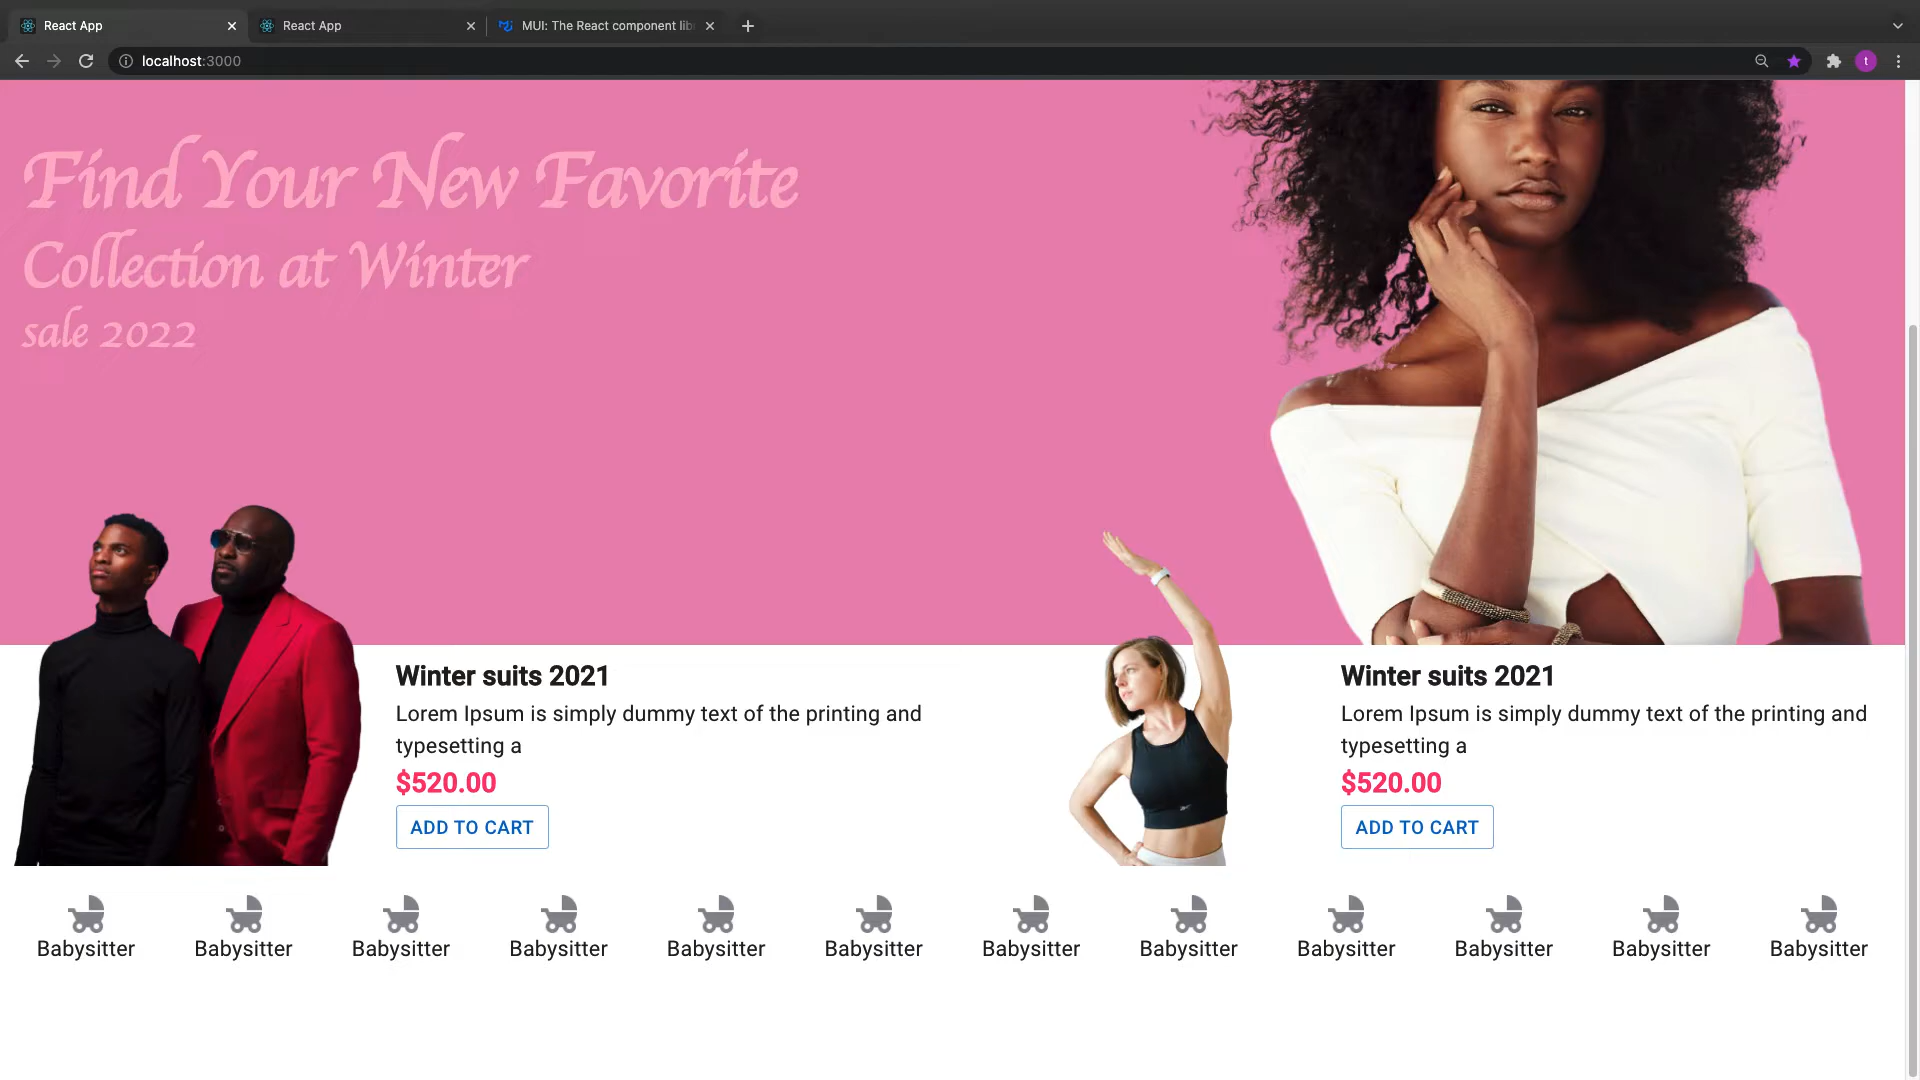 React App
React App
MUI: The React component lib
localhost:3000
t
Find Your New Favorite
Collection at Winter
sale 2022
Winter suits 2021
Lorem Ipsum is simply dummy text of the printing and
typesetting a
$520.00
ADD TO CART
Winter suits 2021
Lorem Ipsum is simply dummy text of the printing and
typesetting a
$520.00
ADD TO CART
Babysitter Babysitter Babysitter Babysitter Babysitter Babysitter Babysitter Babysitter Babysitter Babysitter Babysitter Babysitter